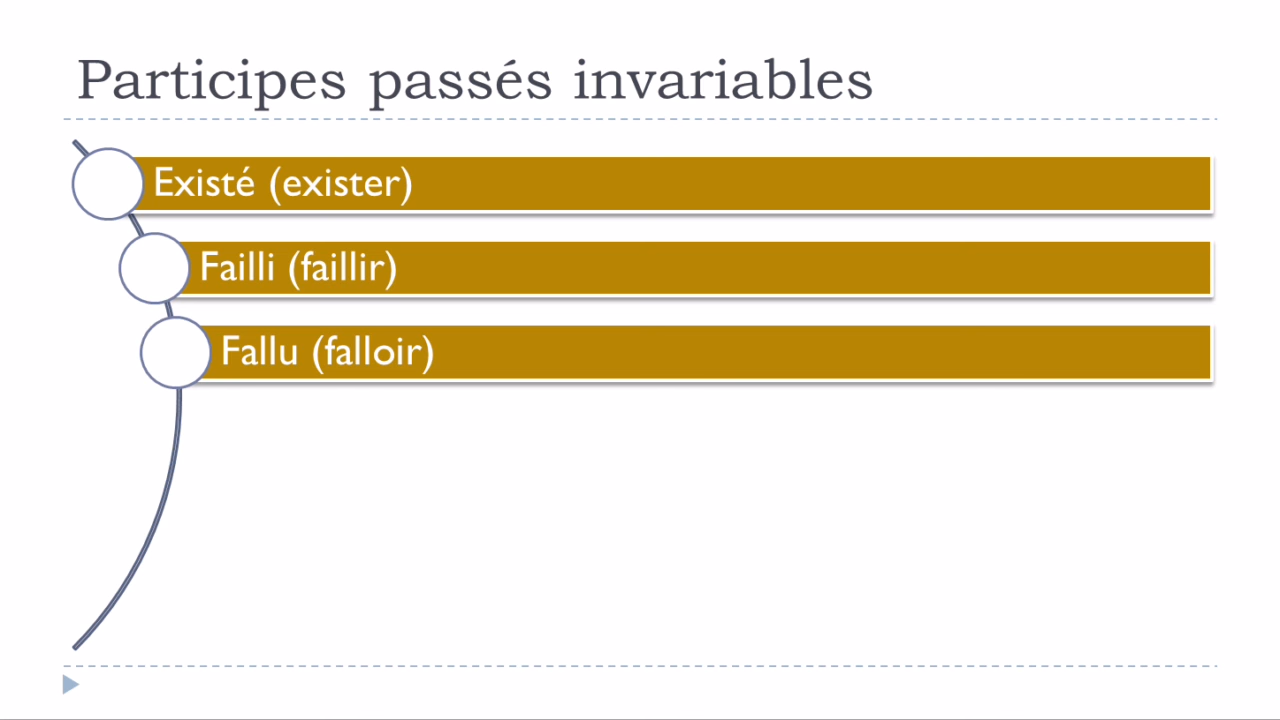 Participes passés invariables
Existé (exister)
Failli (faillir)
Fallu (falloir)